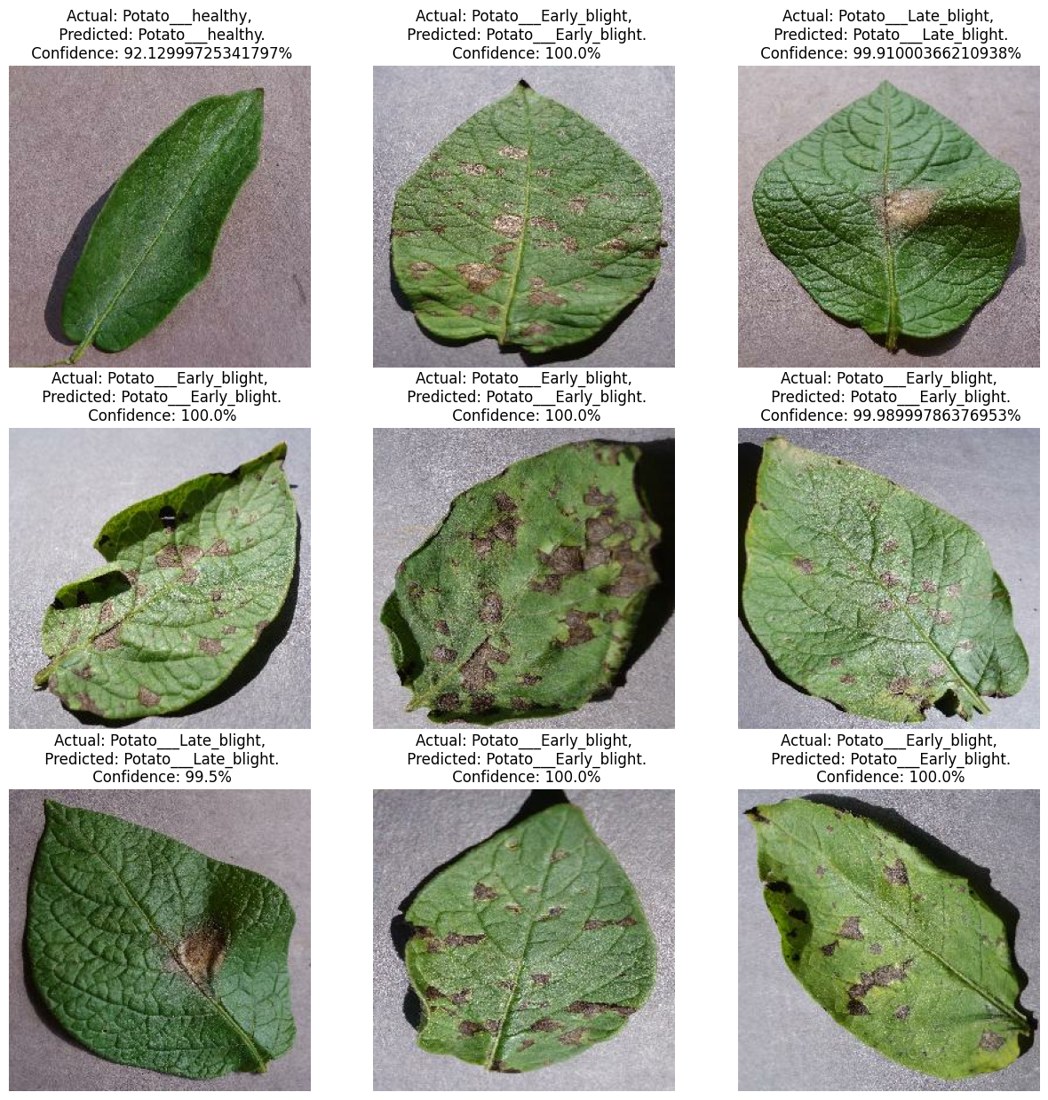 Actual: Potato___healthy,
Predicted: Potato___healthy.
Confidence: 92.12999725341797%
Actual: Potato___Early_blight,
Predicted: Potato___Early_blight.
Confidence: 100.0%
Actual: Potato___Late_blight,
Predicted: Potato___Late_blight.
Confidence: 99.91000366210938%
Actual: Potato___Early_blight,
Predicted: Potato___Early_blight.
Confidence: 100.0%
Actual: Potato___Early_blight,
Predicted: Potato___Early_blight.
Confidence: 100.0%
Actual: Potato___Early_blight,
Predicted: Potato___Early_blight.
Confidence: 99.98999786376953%
Actual: Potato___Late_blight,
Predicted: Potato___Late_blight.
Confidence: 99.5%
Actual: Potato___Early_blight,
Predicted: Potato___Early_blight.
Confidence: 100.0%
Actual: Potato___Early_blight,
Predicted: Potato___Early_blight.
Confidence: 100.0%